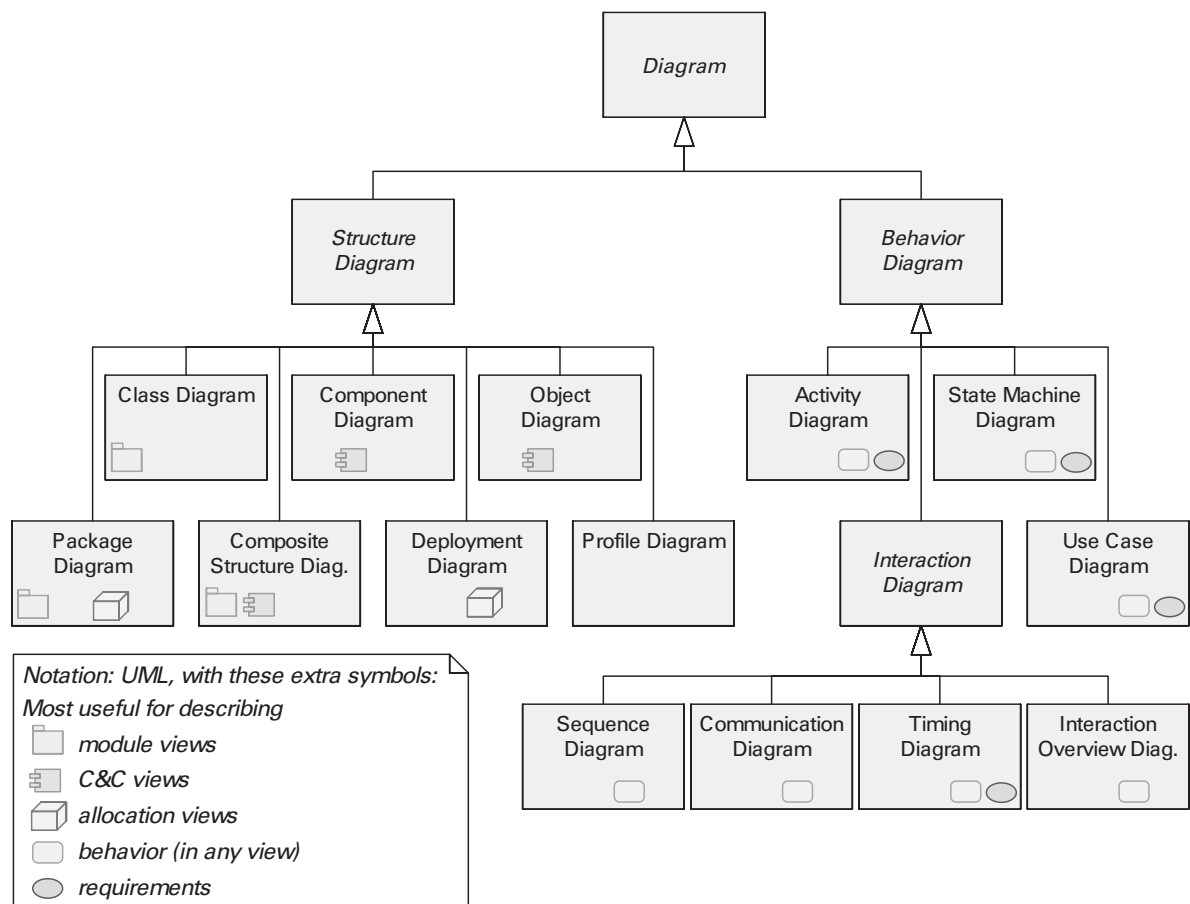 Diagram
Structure
Diagram
Behavior
Diagram
Class Diagram
Component
Diagram
Object
Diagram
Activity
Diagram
State Machine
Diagram
Package
Diagram
Composite
Structure Diag.
Deployment
Diagram
Profile Diagram
Interaction
Diagram
Use Case
Diagram
Notation: UML, with these extra symbols:
Most useful for describing
module views
C&C views
allocation views
behavior (in any view)
requirements
Sequence
Diagram
Communication
Diagram
Timing
Diagram
Interaction
Overview Diag.